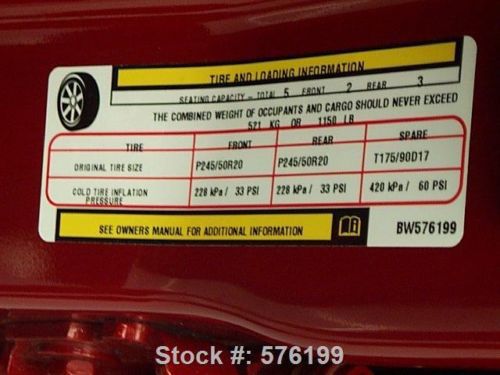 TIRE AND LOADING INFORMATION
SEATING CAPACITY - TOTAL 5 FRONT 2 REAR 3
THE COMBINED WEIGHT OF OCCUPANTS AND CARGO SHOULD NEVER EXCEED
521 KG OR 1150 LB
TIRE FRONT REAR SPARE
ORIGINAL TIRE SIZE P245/50R20 P245/50R20 T175/90D17
COLD TIRE INFLATION PRESSURE 228 kPa / 33 PSI 228 kPa / 33 PSI 420 kPa / 60 PSI
SEE OWNERS MANUAL FOR ADDITIONAL INFORMATION BW576199
Stock #: 576199